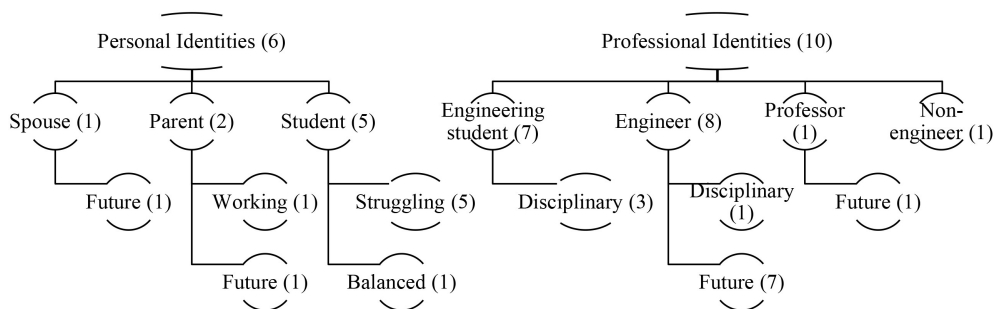 Personal Identities (6)
Professional Identities (10)
Spouse (1)
Parent (2)
Student (5)
Engineering
student (7)
Engineer (8)
Professor
(1)
Non-
engineer (1)
Future (1)
Working (1)
Struggling (5)
Disciplinary (3)
Disciplinary
(1)
Future (1)
Future (1)
Balanced (1)
Future (7)